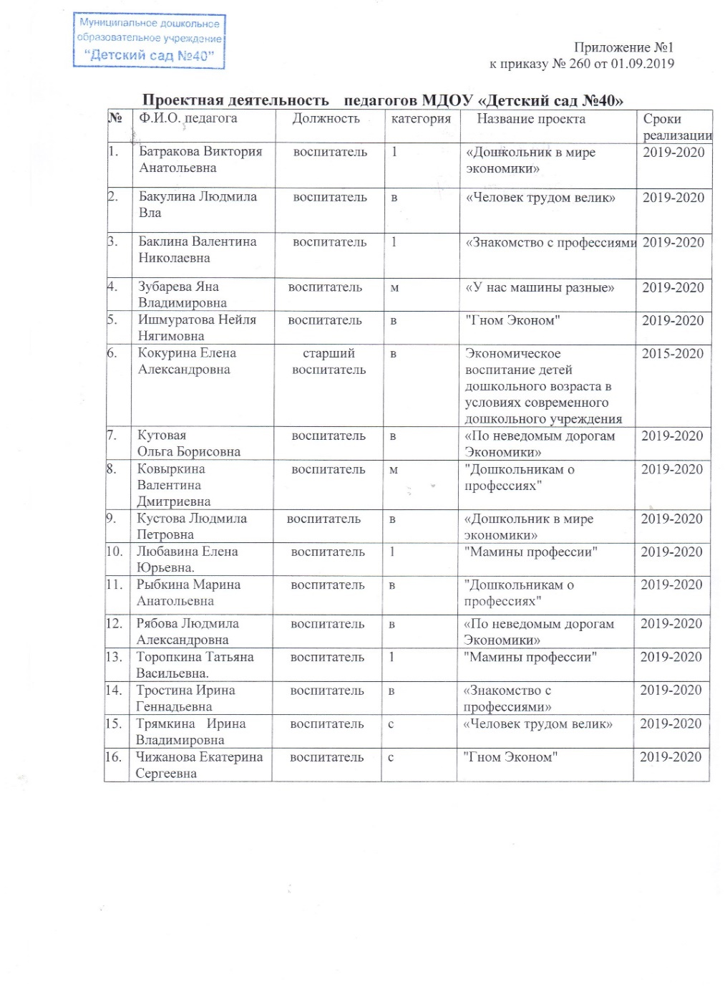 Муниципальное дошкольное
образовательное учреждение
“Детский сад №40”
Приложение №1
к приказу № 260 от 01.09.2019
Проектная деятельность педагогов МДОУ «Детский сад №40»
№ Ф.И.О. педагога Должность категория Название проекта Сроки
реализации
1. Батракова Виктория воспитатель 1 «Дошкольник в мире 2019-2020
Анатольевна экономики»
2. Бакулина Людмила воспитатель в «Человек трудом велик» 2019-2020
Вла
3. Баклина Валентина воспитатель 1 «Знакомство с профессиями 2019-2020
Николаевна
4. Зубарева Яна воспитатель м «У нас машины разные» 2019-2020
Владимировна
5. Ишмуратова Нейля воспитатель в "Гном Эконом" 2019-2020
Нягимовна
6. Кокурина Елена старший в Экономическое 2015-2020
Александровна воспитатель воспитание детей
дошкольного возраста в
условиях современного
дошкольного учреждения
7. Кутовая воспитатель в «По неведомым дорогам 2019-2020
Ольга Борисовна Экономики»
8. Ковыркина воспитатель м "Дошкольникам о 2019-2020
Валентина профессиях"
Дмитриевна
9. Кустова Людмила воспитатель в «Дошкольник в мире 2019-2020
Петровна экономики»
10. Любавина Елена воспитатель 1 "Мамины профессии" 2019-2020
Юрьевна.
11. Рыбкина Марина воспитатель в "Дошкольникам о 2019-2020
Анатольевна профессиях"
12. Рябова Людмила воспитатель в «По неведомым дорогам 2019-2020
Александровна Экономики»
13. Торопкина Татьяна воспитатель 1 "Мамины профессии" 2019-2020
Васильевна.
14. Тростина Ирина воспитатель в «Знакомство с 2019-2020
Геннадьевна профессиями»
15. Трямкина Ирина воспитатель с «Человек трудом велик» 2019-2020
Владимировна
16. Чижанова Екатерина воспитатель с "Гном Эконом" 2019-2020
Сергеевна